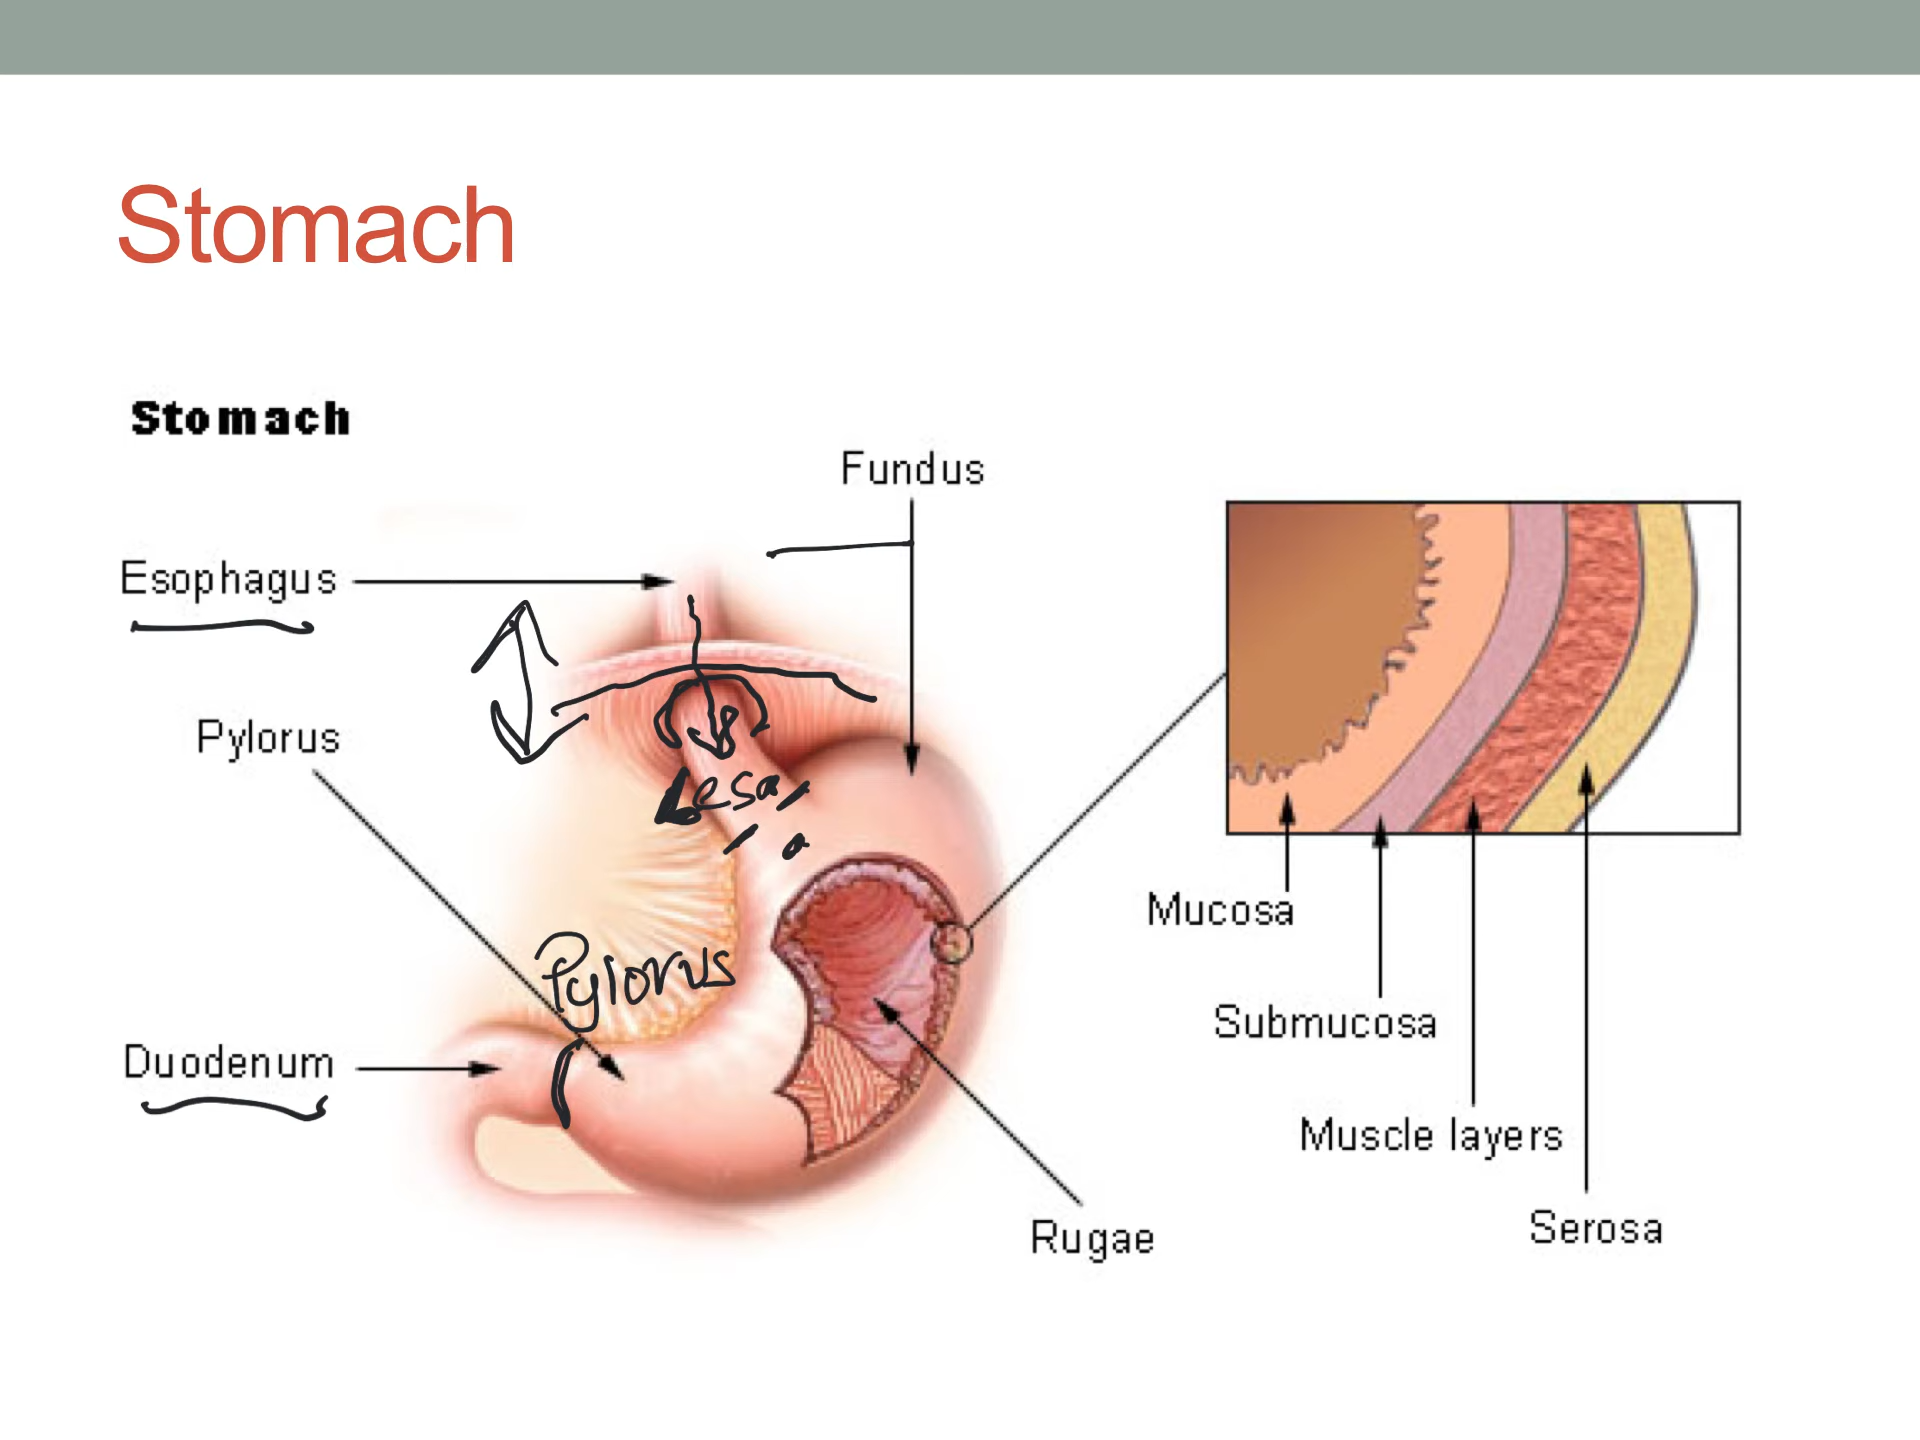 Stomach
Stomach
Fundus
Esophagus
Pylorus
Pylorus
Duodenum
Mucosa
Submucosa
Muscle layers
Serosa
Rugae